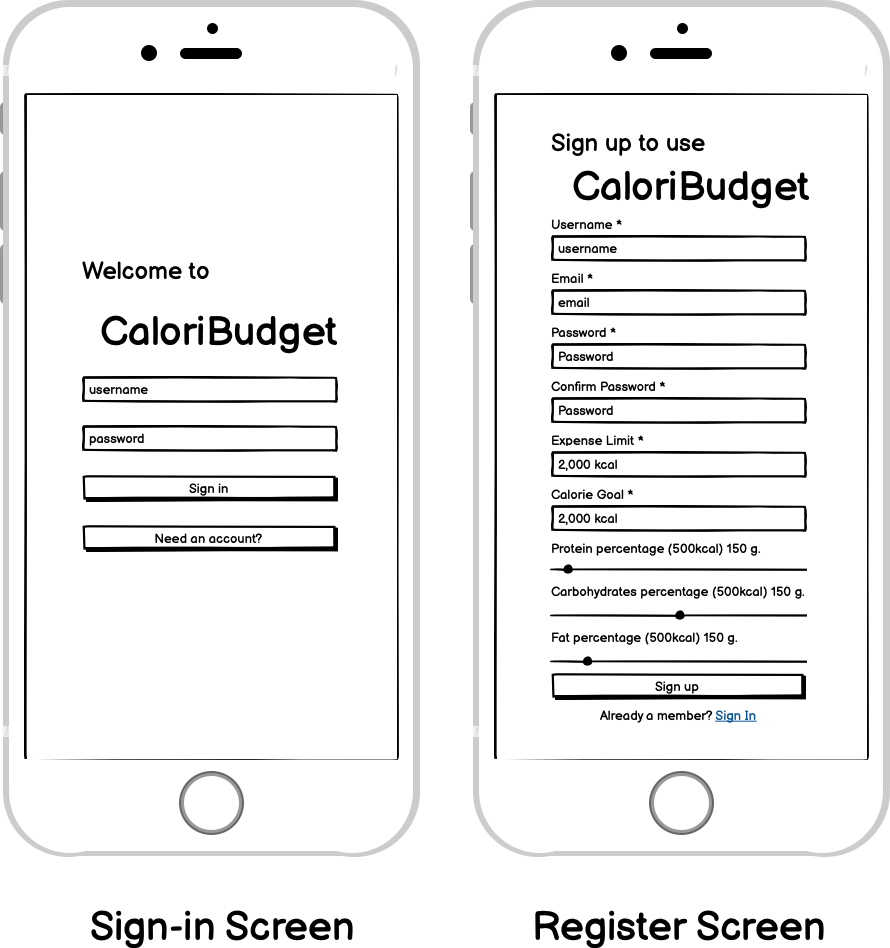 Welcome to
CaloriBudget
username
password
Sign in
Need an account?
Sign-in Screen
Sign up to use
CaloriBudget
Username *
username
Email *
email
Password *
Password
Confirm Password *
Password
Expense Limit *
2,000 kcal
Calorie Goal *
2,000 kcal
Protein percentage (500kcal) 150 g.
Carbohydrates percentage (500kcal) 150 g.
Fat percentage (500kcal) 150 g.
Sign up
Already a member? Sign In
Register Screen